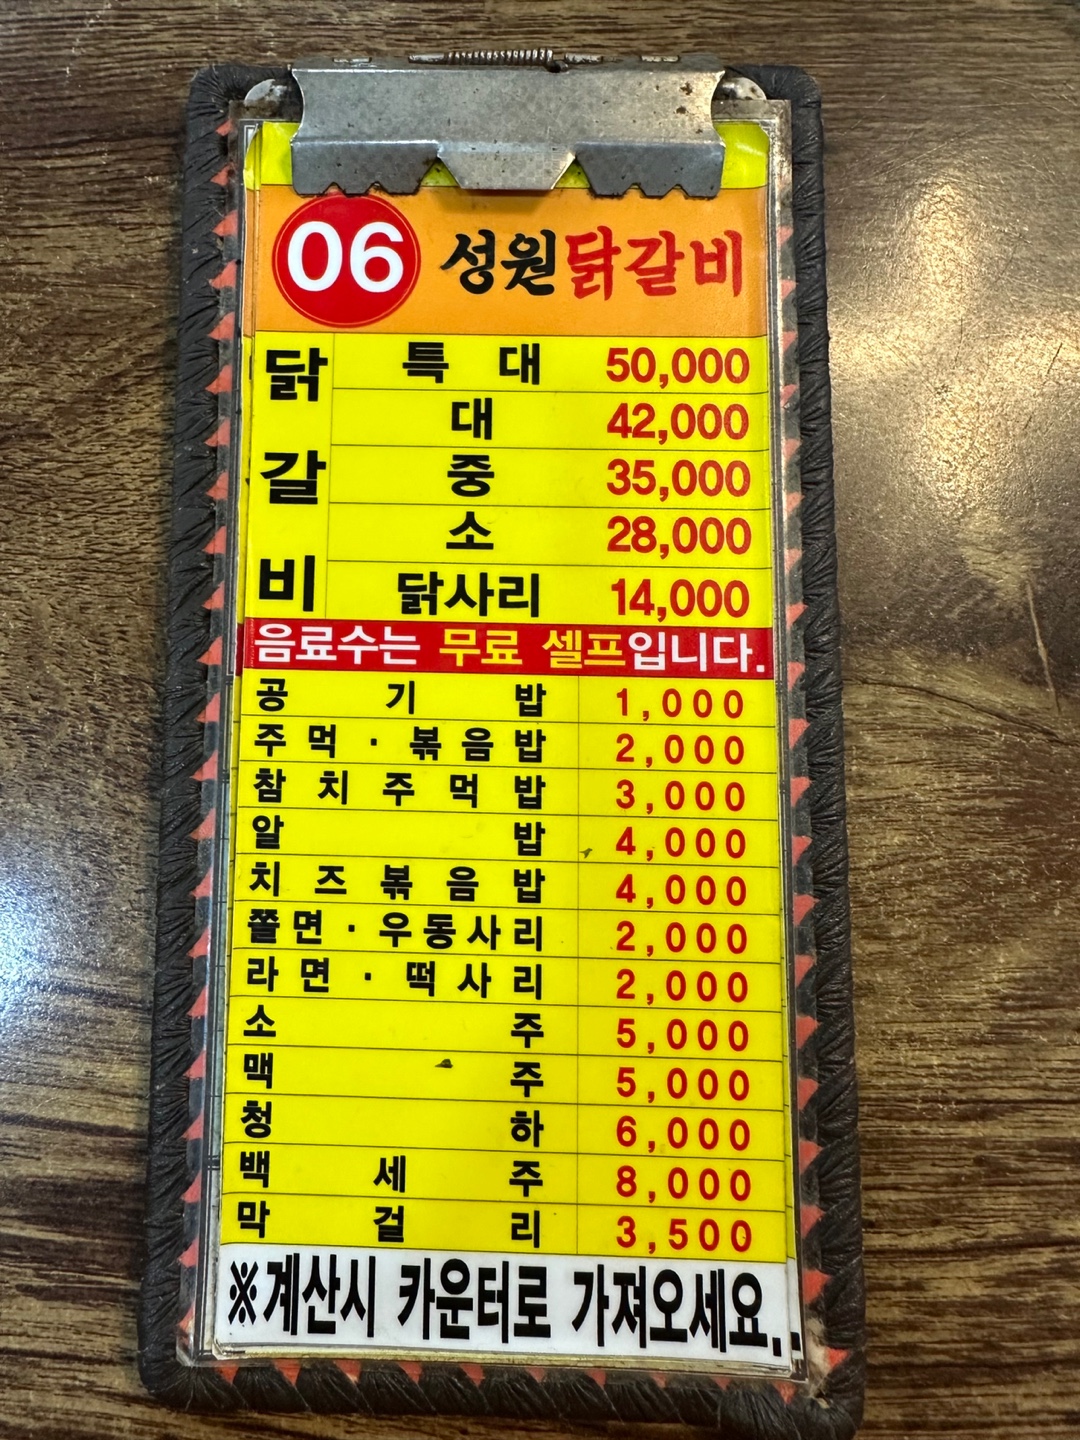 06 성원닭갈비
닭갈비
특 대 50,000
대 42,000
중 35,000
소 28,000
닭사리 14,000
음료수는 무료 셀프입니다.
공 기 밥 1,000
주먹 · 볶음밥 2,000
참 치 주 먹 밥 3,000
알 밥 4,000
치 즈 볶 음 밥 4,000
쫄면 · 우동사리 2,000
라면 · 떡사리 2,000
소 주 5,000
맥 주 5,000
청 하 6,000
백 세 주 8,000
막 걸 리 3,500
※계산시 카운터로 가져오세요..